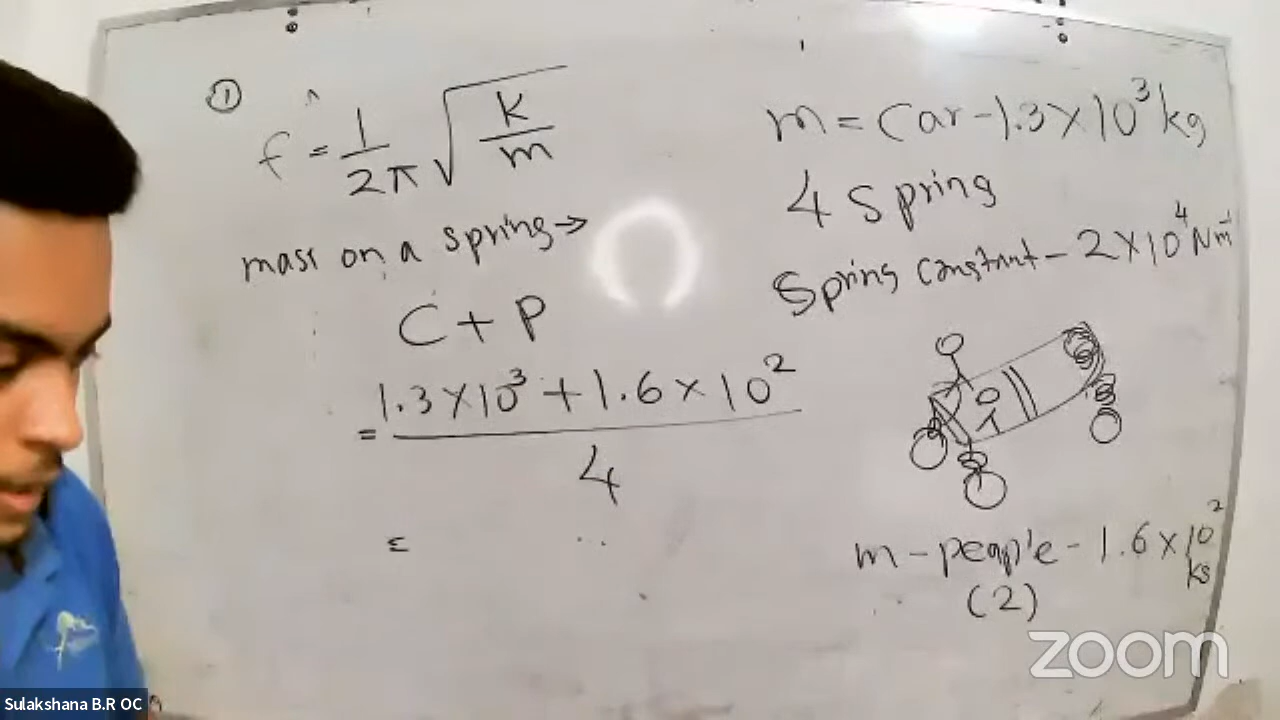 ①
f = 1/2π √k/m
mass on a spring→
C + P
= 1.3×10³ + 1.6×10² / 4
=
m = Car - 1.3×10³ kg
4 Spring
Spring constant - 2×10⁴ Nm⁻¹
m - people - 1.6×10² kg
(2)
zoom
Sulakshana B.R OC